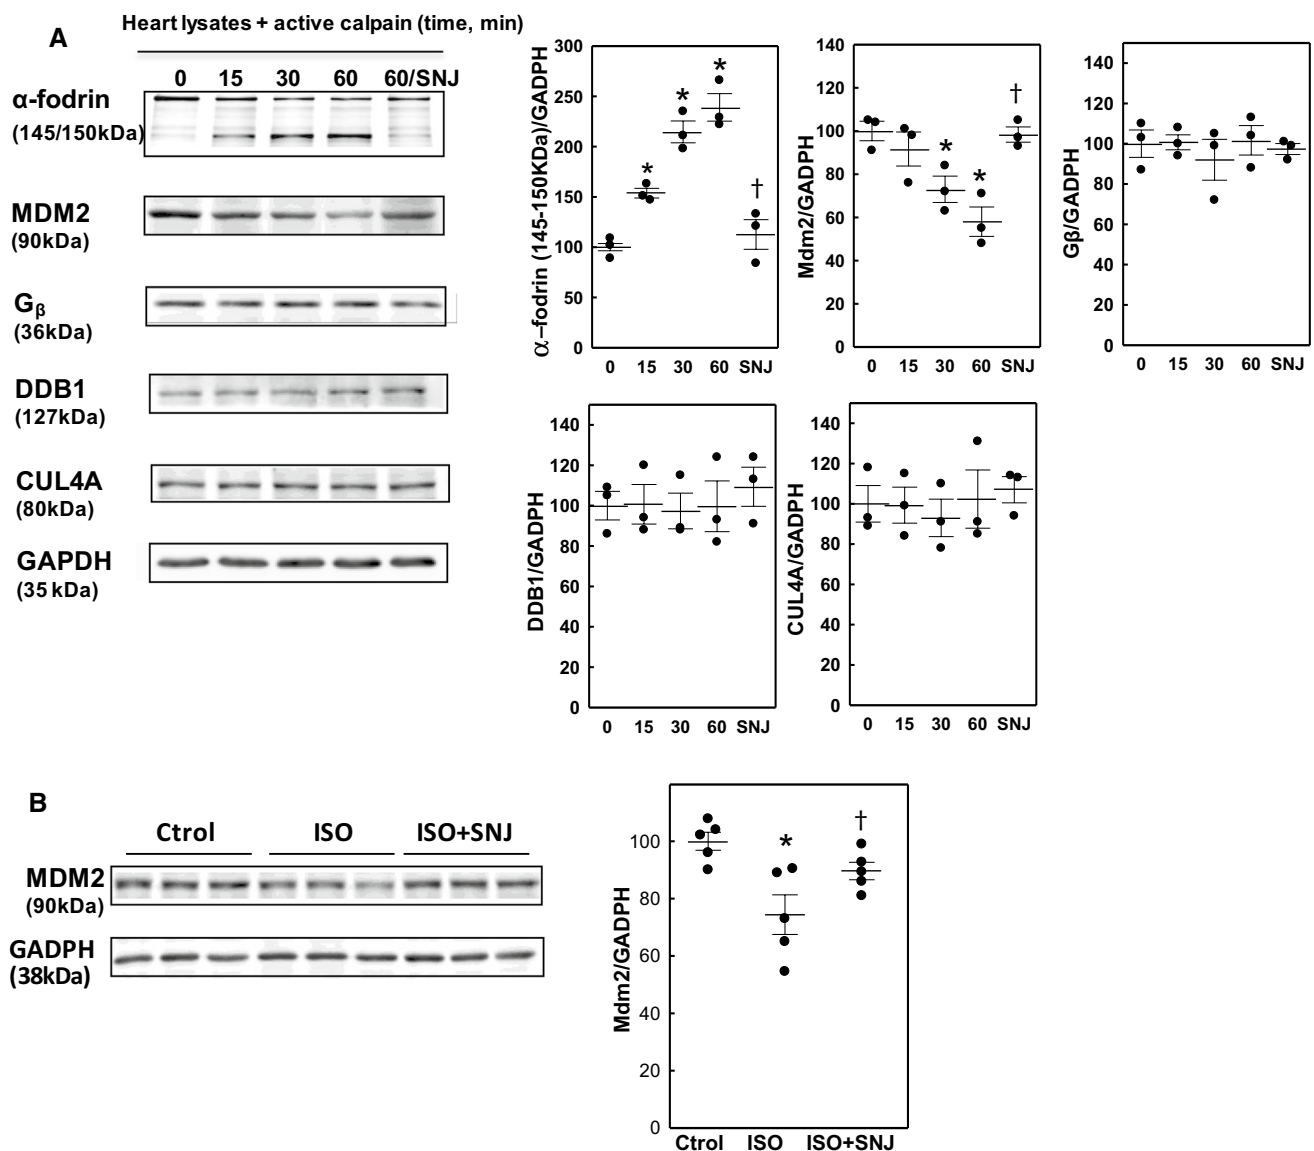 A
Heart lysates + active calpain (time, min)
0 15 30 60 60/SNJ
α-fodrin
(145/150kDa)
MDM2
(90kDa)
Gβ
(36kDa)
DDB1
(127kDa)
CUL4A
(80kDa)
GAPDH
(35 kDa)
α–fodrin (145-150KDa)/GADPH
300
250
200
150
100
50
0
* * * †
0 15 30 60 SNJ
Mdm2/GADPH
140
120
100
80
60
40
20
0
* * †
0 15 30 60 SNJ
Gβ/GADPH
140
120
100
80
60
40
20
0
0 15 30 60 SNJ
DDB1/GADPH
140
120
100
80
60
40
20
0
0 15 30 60 SNJ
CUL4A/GADPH
140
120
100
80
60
40
20
0
0 15 30 60 SNJ
B
Ctrol ISO ISO+SNJ
MDM2
(90kDa)
GADPH
(38kDa)
Mdm2/GADPH
100
80
60
40
20
0
* †
Ctrol ISO ISO+SNJ